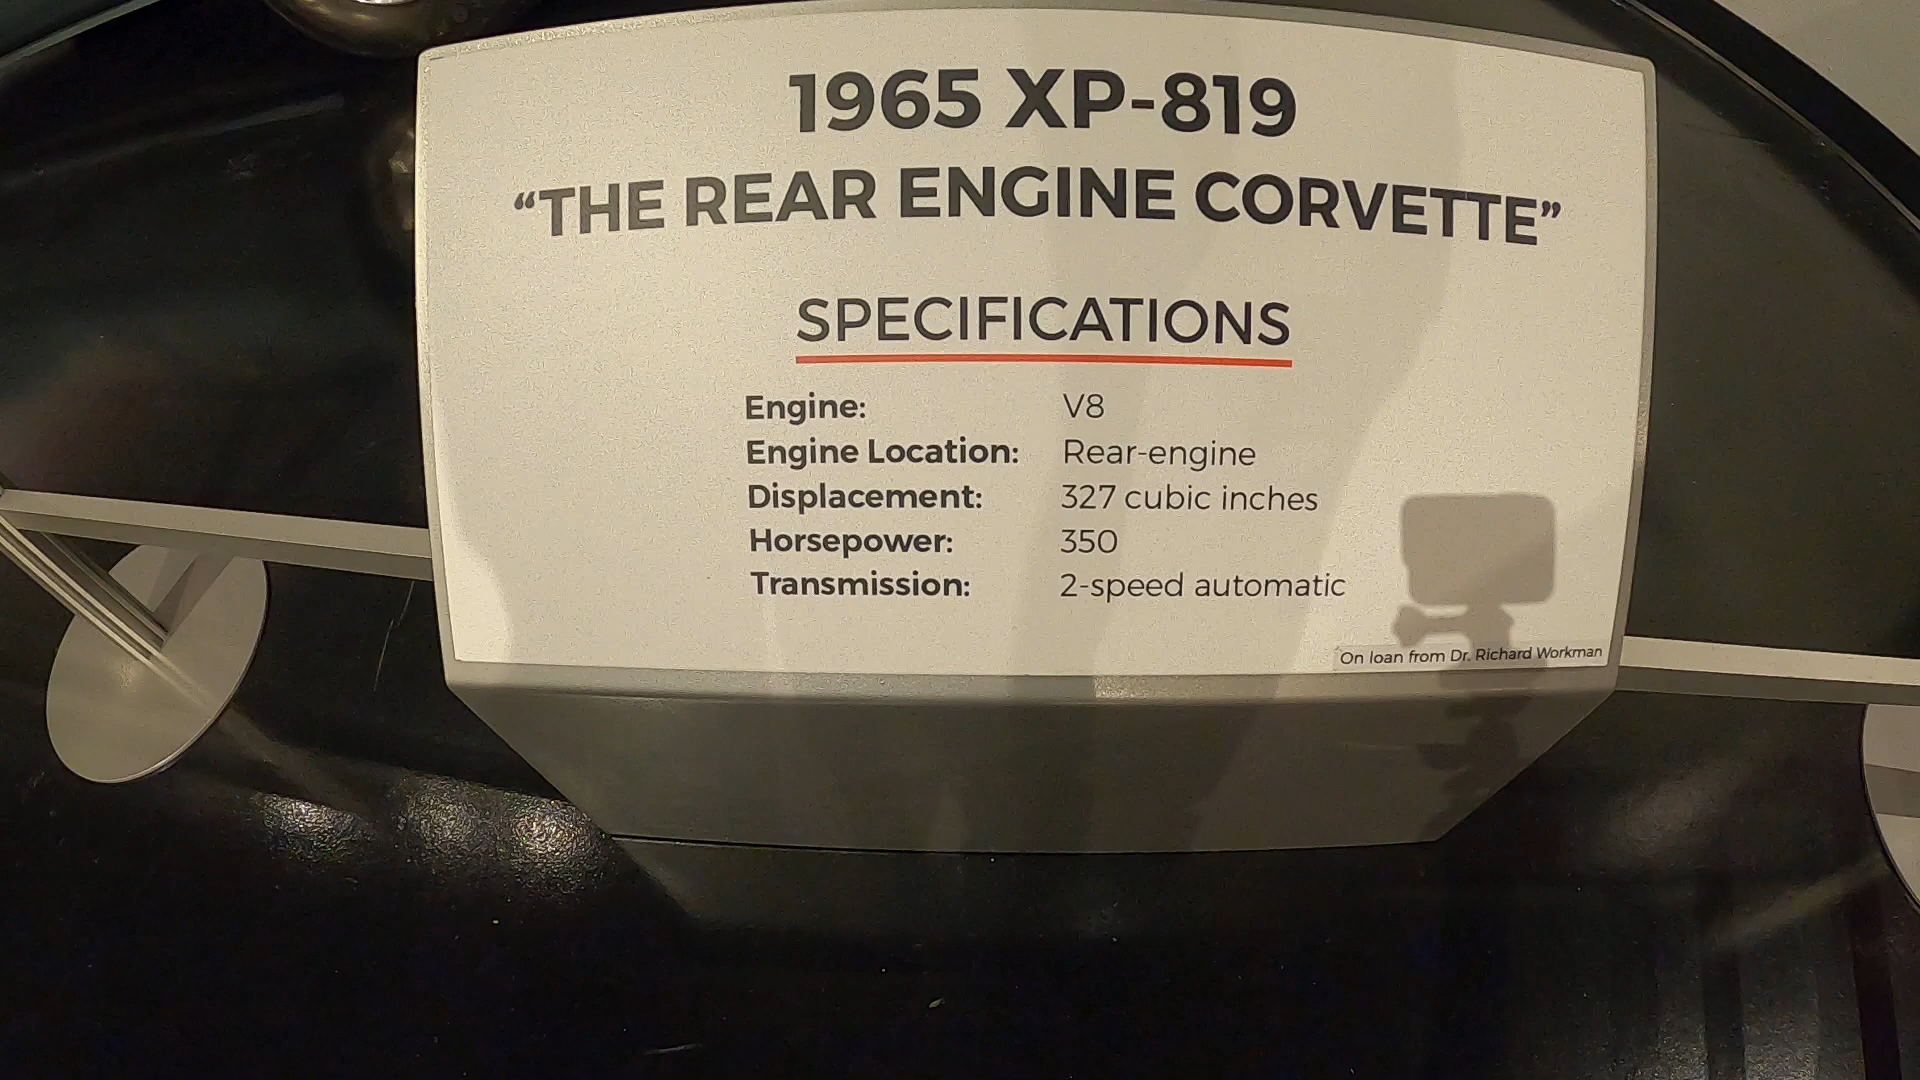 1965 XP-819
“THE REAR ENGINE CORVETTE”
SPECIFICATIONS
Engine: V8
Engine Location: Rear-engine
Displacement: 327 cubic inches
Horsepower: 350
Transmission: 2-speed automatic
On loan from Dr. Richard Workman